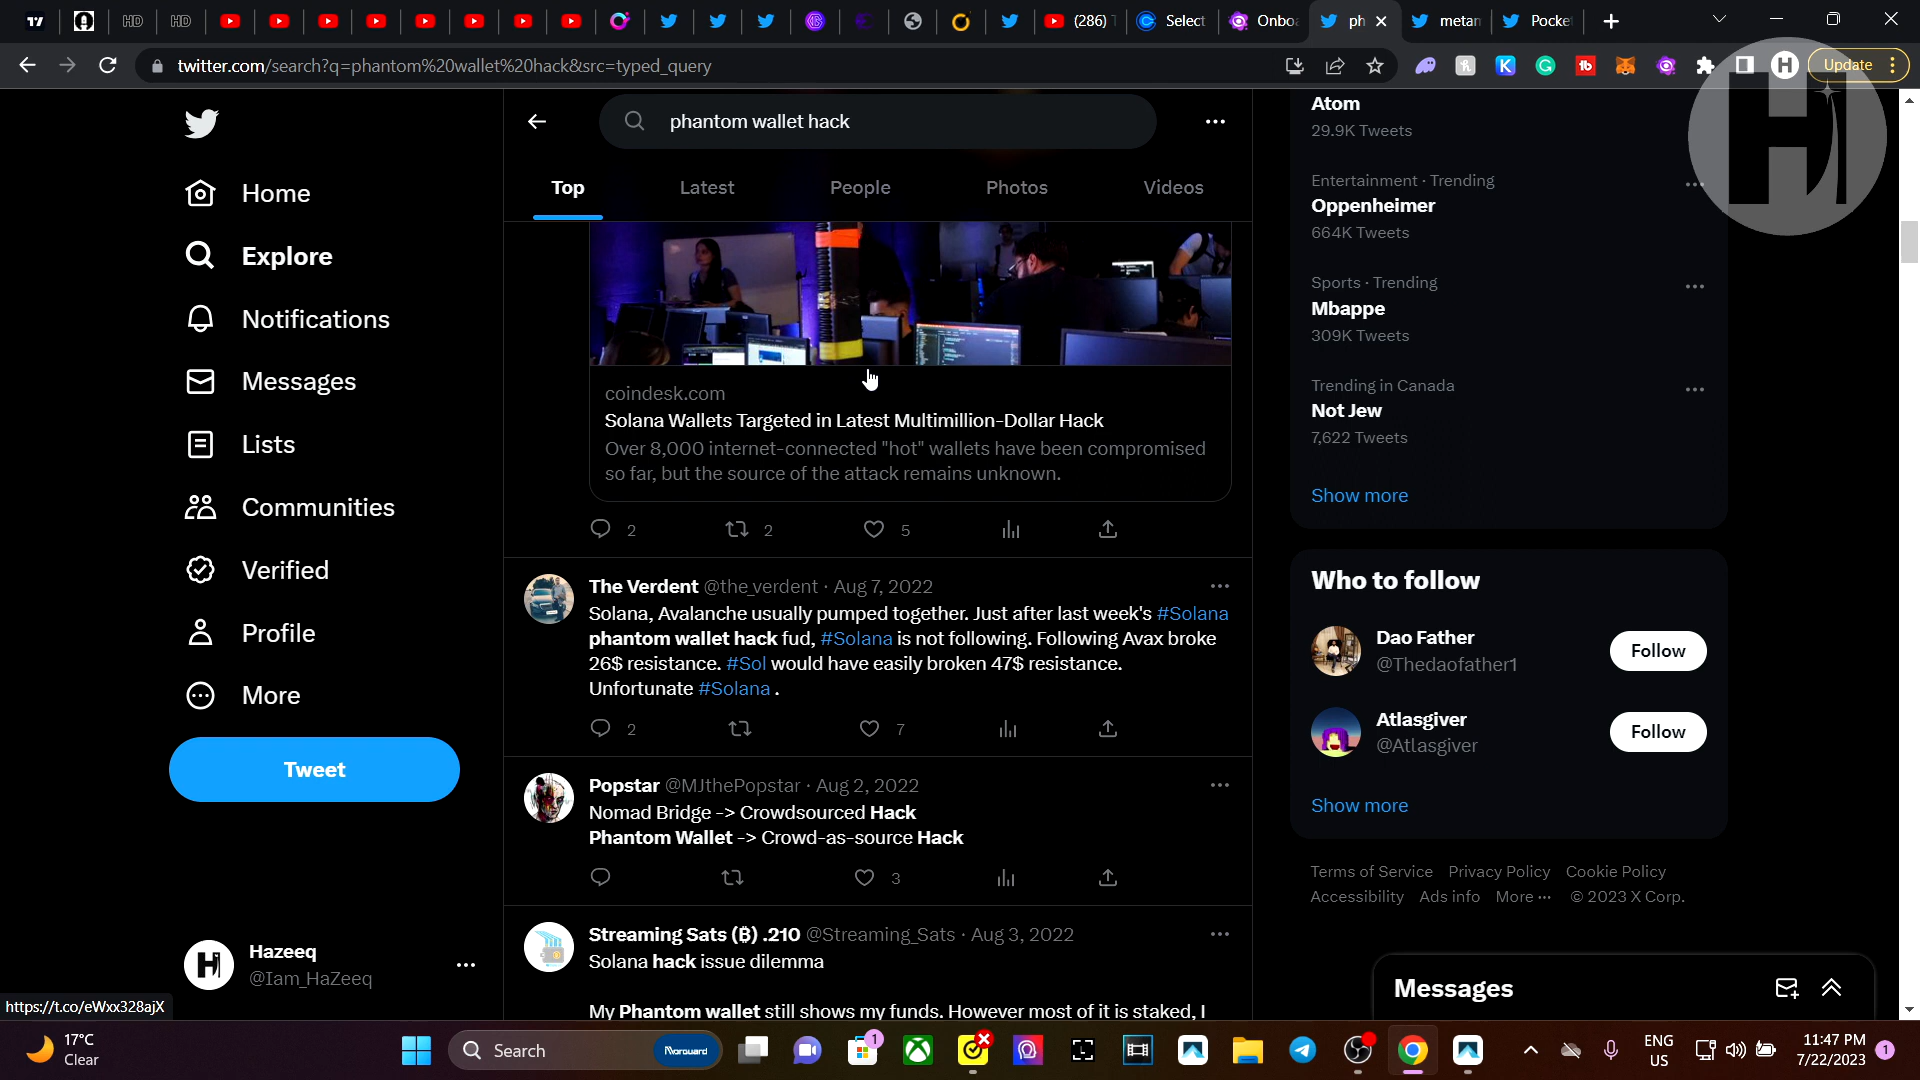 HD
HD
(286)
Select
Onbo
ph
metan
Pocke
twitter.com/search?q=phantom%20wallet%20hack&src=typed_query
Update
phantom wallet hack
Top
Latest
People
Photos
Videos
Home
Explore
Notifications
Messages
Lists
Communities
Verified
Profile
More
Tweet
Hazeeq
@Iam_HaZeeq
https://t.co/eWxx328ajX
coindesk.com
Solana Wallets Targeted in Latest Multimillion-Dollar Hack
Over 8,000 internet-connected "hot" wallets have been compromised
so far, but the source of the attack remains unknown.
2 2 5
The Verdent @the_verdent · Aug 7, 2022
Solana, Avalanche usually pumped together. Just after last week's #Solana
phantom wallet hack fud, #Solana is not following. Following Avax broke
26$ resistance. #Sol would have easily broken 47$ resistance.
Unfortunate #Solana .
2 7
Popstar @MJthePopstar · Aug 2, 2022
Nomad Bridge -> Crowdsourced Hack
Phantom Wallet -> Crowd-as-source Hack
3
Streaming Sats (₿) .210 @Streaming_Sats · Aug 3, 2022
Solana hack issue dilemma
My Phantom wallet still shows my funds. However most of it is staked, I
Atom
29.9K Tweets
Entertainment · Trending
Oppenheimer
664K Tweets
Sports · Trending
Mbappe
309K Tweets
Trending in Canada
Not Jew
7,622 Tweets
Show more
Who to follow
Dao Father
@Thedaofather1
Follow
Atlasgiver
@Atlasgiver
Follow
Show more
Terms of Service Privacy Policy Cookie Policy
Accessibility Ads info More ··· © 2023 X Corp.
Messages
17°C
Clear
Search
1
ENG
US
11:47 PM
7/22/2023
1